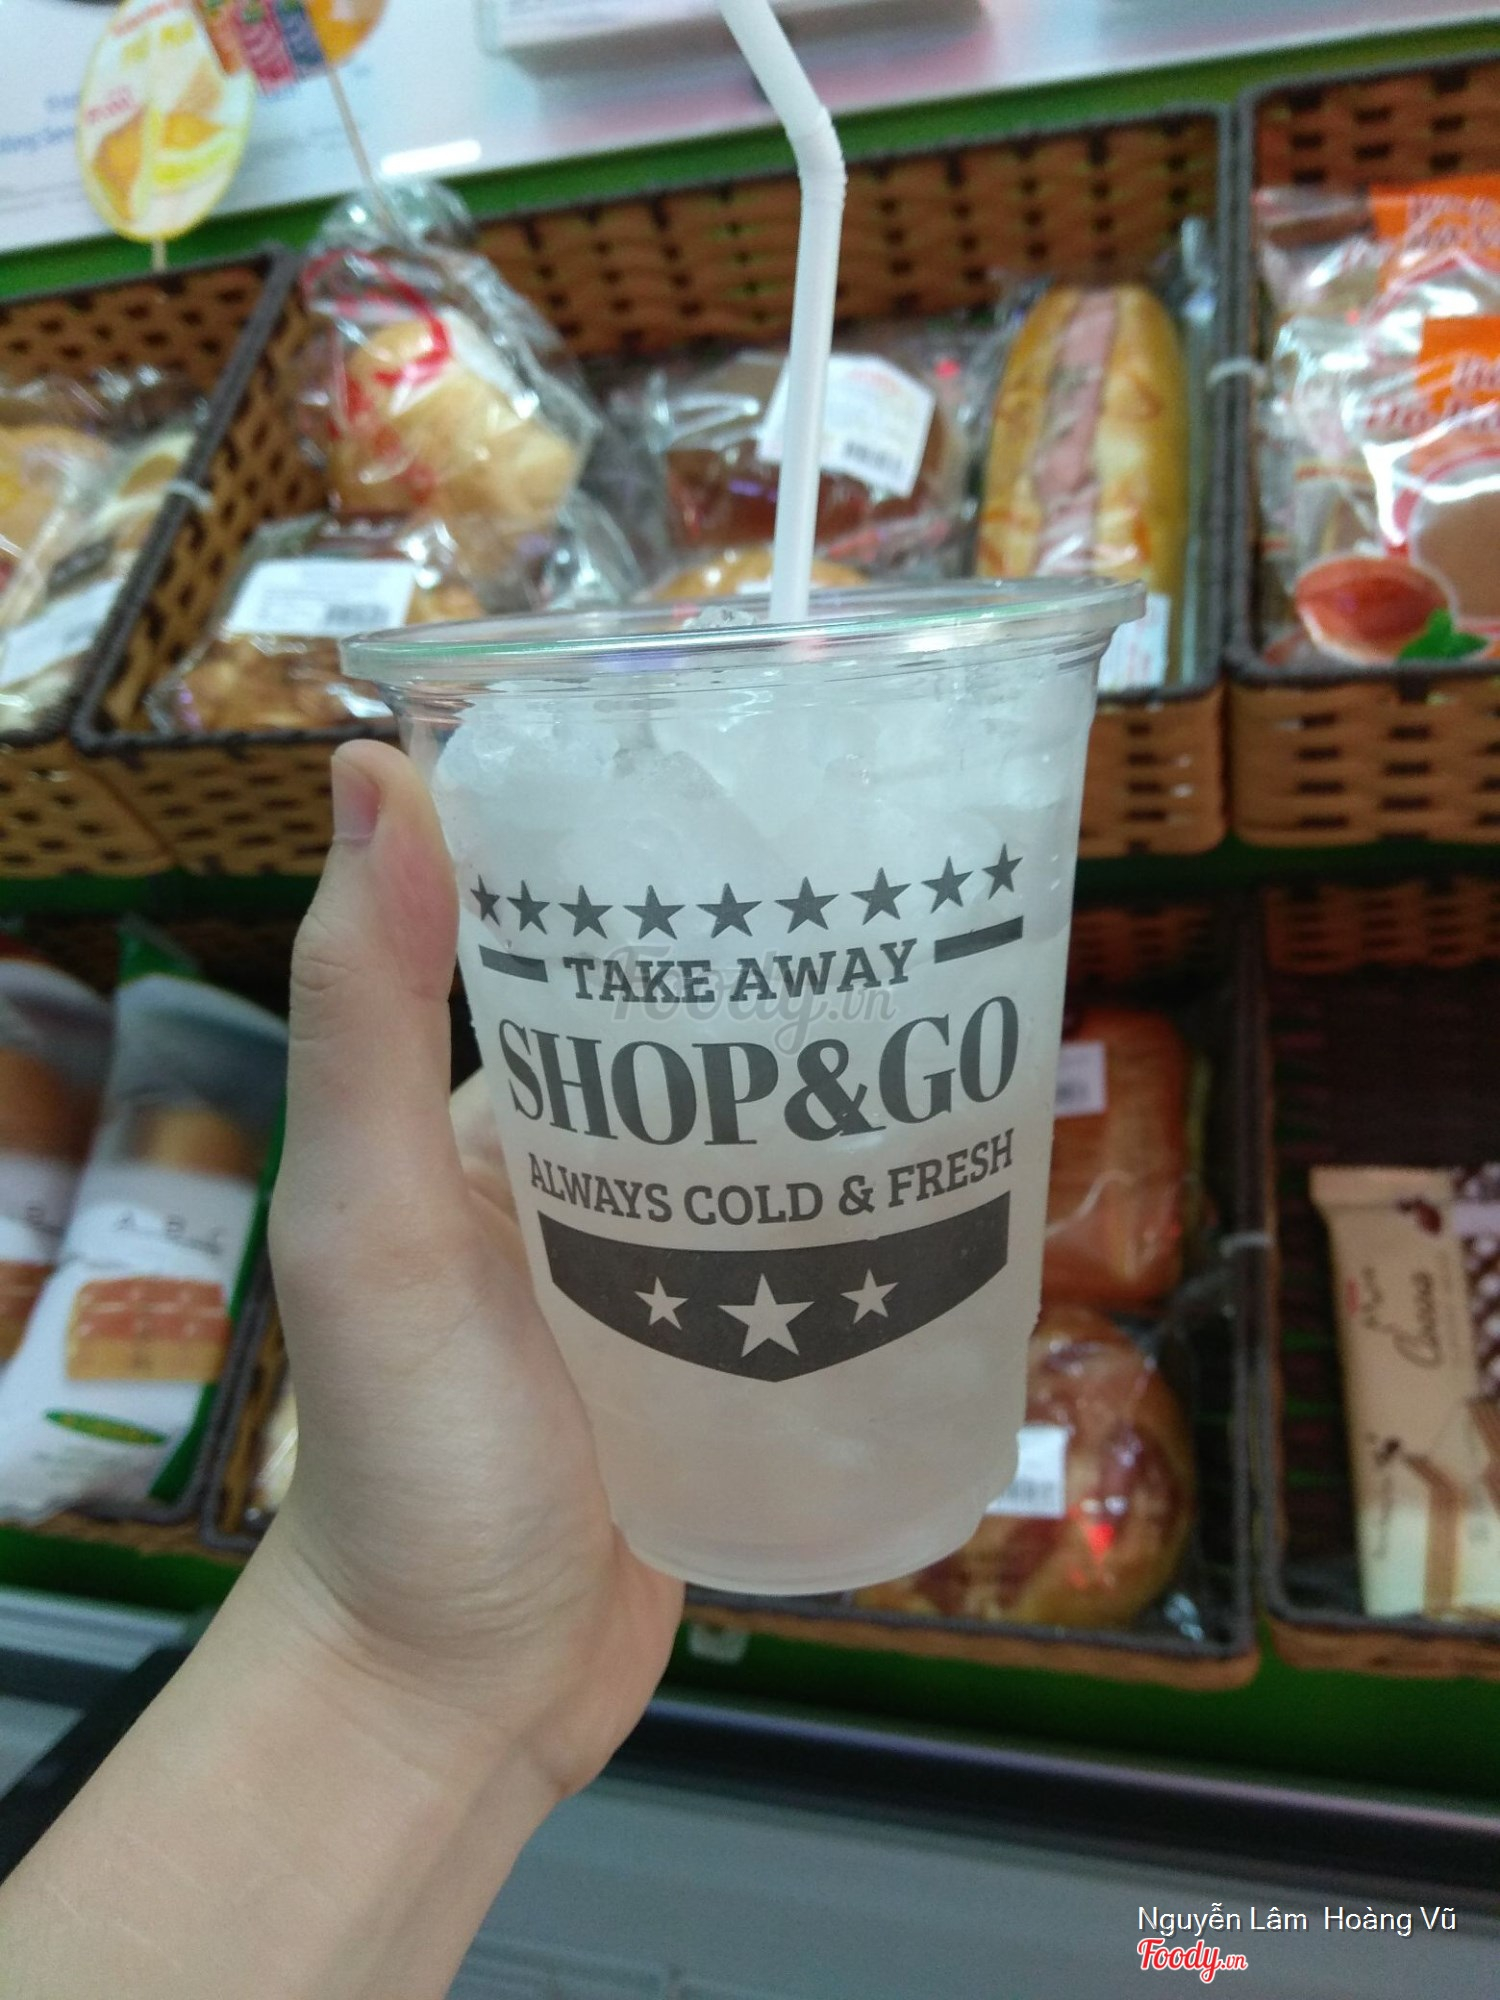 TAKE AWAY
SHOP&GO
ALWAYS COLD & FRESH
Foody.vn
Nguyễn Lâm Hoàng Vũ
Foody.vn